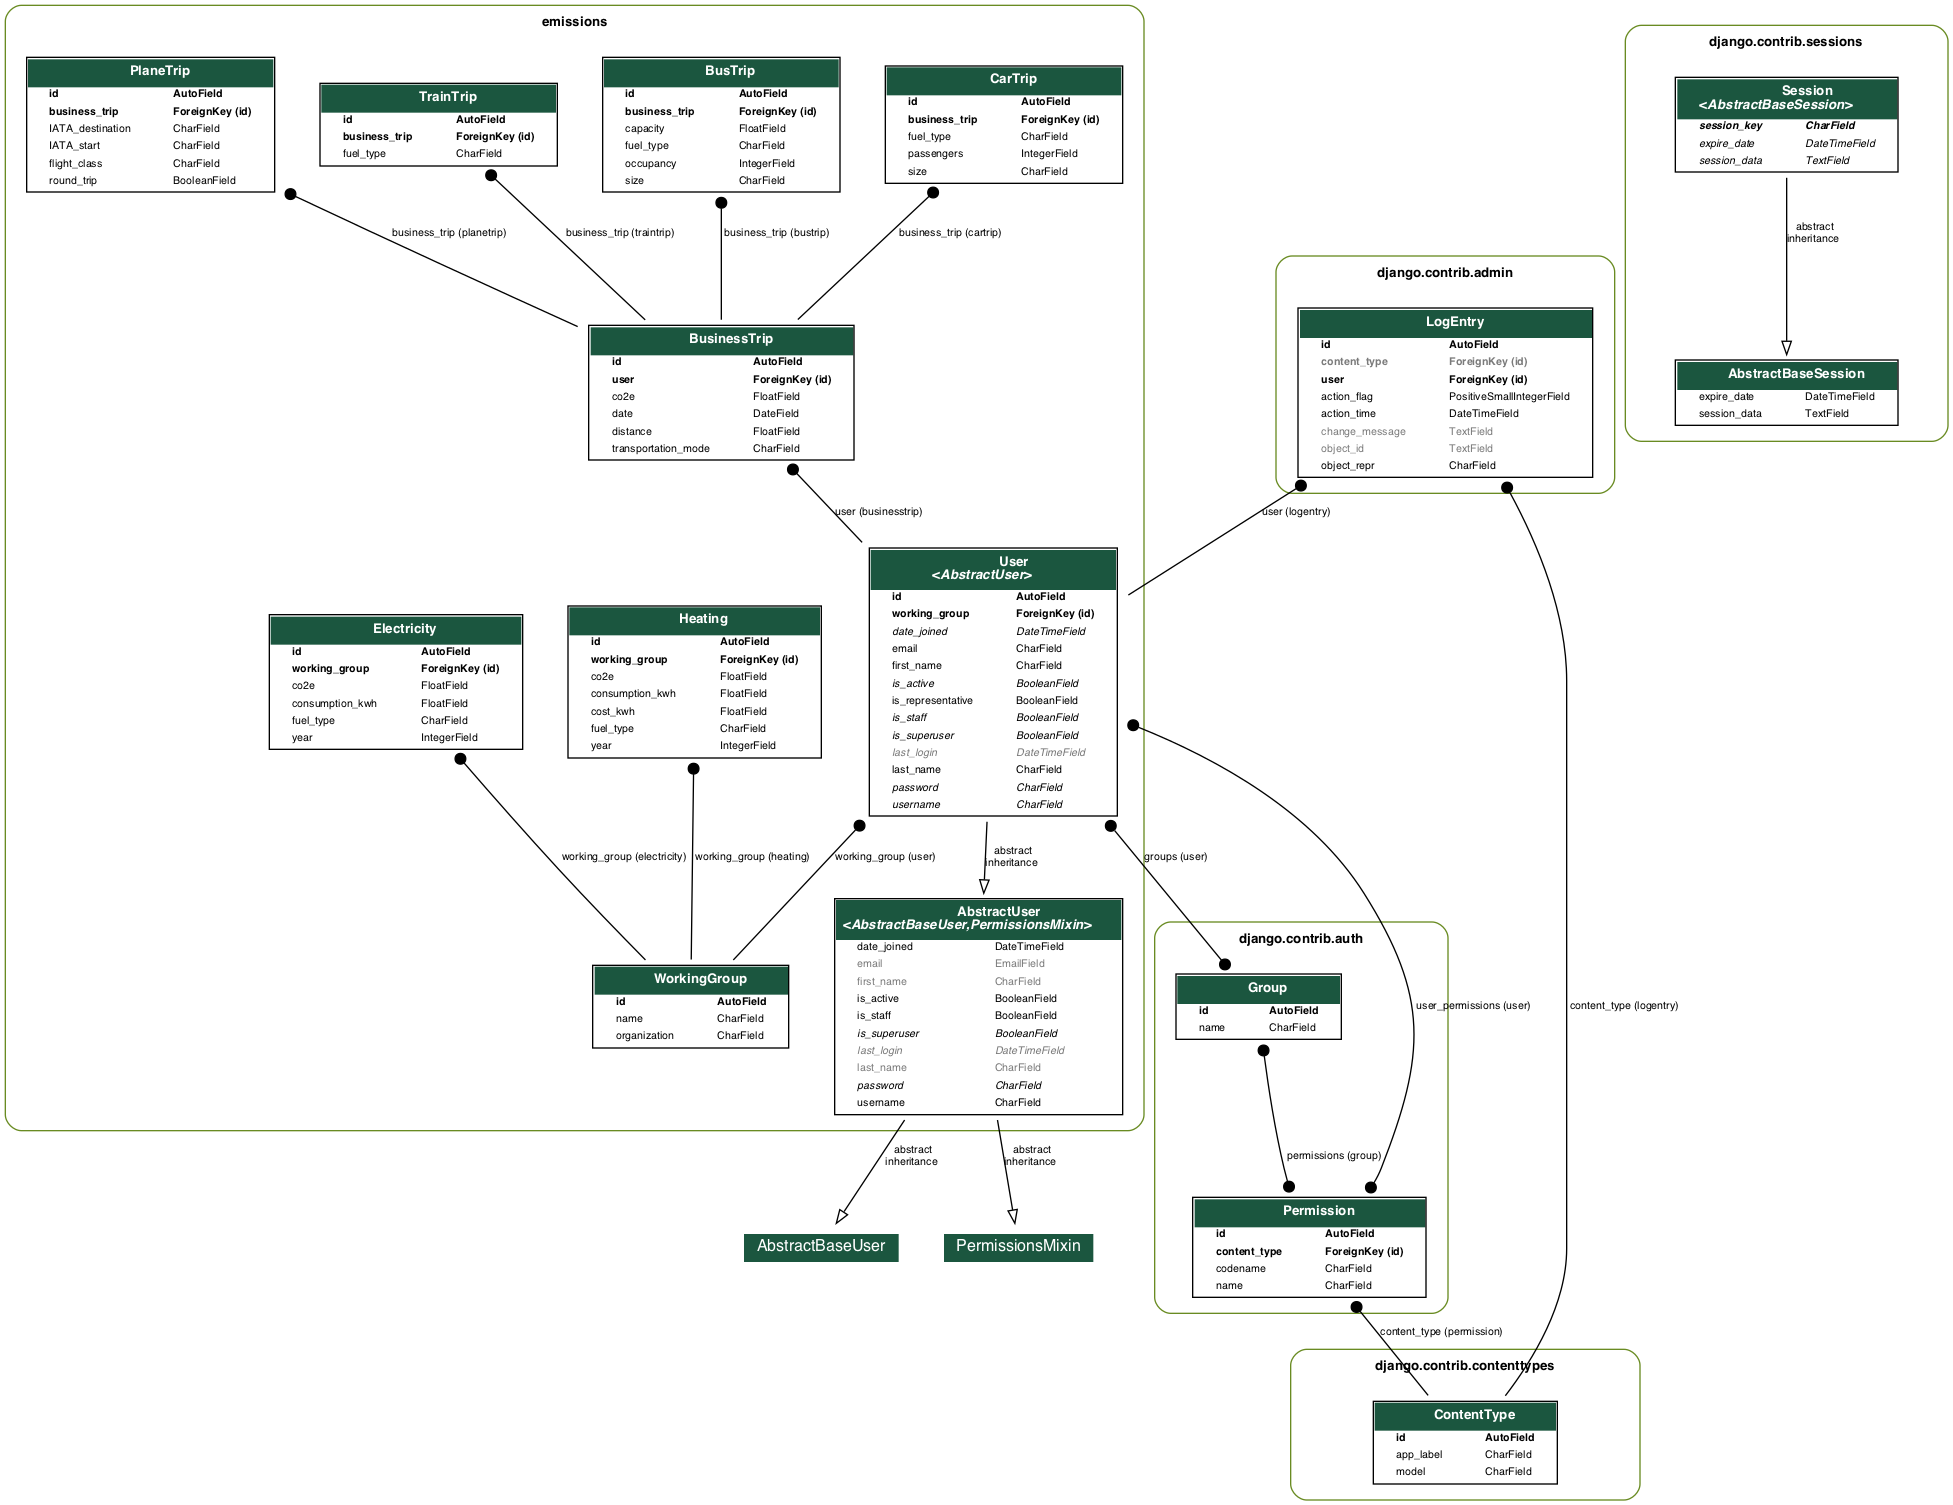 emissions
PlaneTrip
id AutoField
business_trip ForeignKey (id)
IATA_destination CharField
IATA_start CharField
flight_class CharField
round_trip BooleanField
TrainTrip
id AutoField
business_trip ForeignKey (id)
fuel_type CharField
BusTrip
id AutoField
business_trip ForeignKey (id)
capacity FloatField
fuel_type CharField
occupancy IntegerField
size CharField
CarTrip
id AutoField
business_trip ForeignKey (id)
fuel_type CharField
passengers IntegerField
size CharField
business_trip (planetrip)
business_trip (traintrip)
business_trip (bustrip)
business_trip (cartrip)
BusinessTrip
id AutoField
user ForeignKey (id)
co2e FloatField
date DateField
distance FloatField
transportation_mode CharField
user (businesstrip)
Electricity
id AutoField
working_group ForeignKey (id)
co2e FloatField
consumption_kwh FloatField
fuel_type CharField
year IntegerField
Heating
id AutoField
working_group ForeignKey (id)
co2e FloatField
consumption_kwh FloatField
cost_kwh FloatField
fuel_type CharField
year IntegerField
User
<AbstractUser>
id AutoField
working_group ForeignKey (id)
date_joined DateTimeField
email CharField
first_name CharField
is_active BooleanField
is_representative BooleanField
is_staff BooleanField
is_superuser BooleanField
last_login DateTimeField
last_name CharField
password CharField
username CharField
working_group (electricity)
working_group (heating)
working_group (user)
abstract
inheritance
WorkingGroup
id AutoField
name CharField
organization CharField
AbstractUser
<AbstractBaseUser,PermissionsMixin>
date_joined DateTimeField
email EmailField
first_name CharField
is_active BooleanField
is_staff BooleanField
is_superuser BooleanField
last_login DateTimeField
last_name CharField
password CharField
username CharField
abstract
inheritance
abstract
inheritance
AbstractBaseUser
PermissionsMixin
django.contrib.sessions
Session
<AbstractBaseSession>
session_key CharField
expire_date DateTimeField
session_data TextField
abstract
inheritance
AbstractBaseSession
expire_date DateTimeField
session_data TextField
django.contrib.admin
LogEntry
id AutoField
content_type ForeignKey (id)
user ForeignKey (id)
action_flag PositiveSmallIntegerField
action_time DateTimeField
change_message TextField
object_id TextField
object_repr CharField
user (logentry)
groups (user)
user_permissions (user)
content_type (logentry)
django.contrib.auth
Group
id AutoField
name CharField
permissions (group)
Permission
id AutoField
content_type ForeignKey (id)
codename CharField
name CharField
content_type (permission)
django.contrib.contenttypes
ContentType
id AutoField
app_label CharField
model CharField